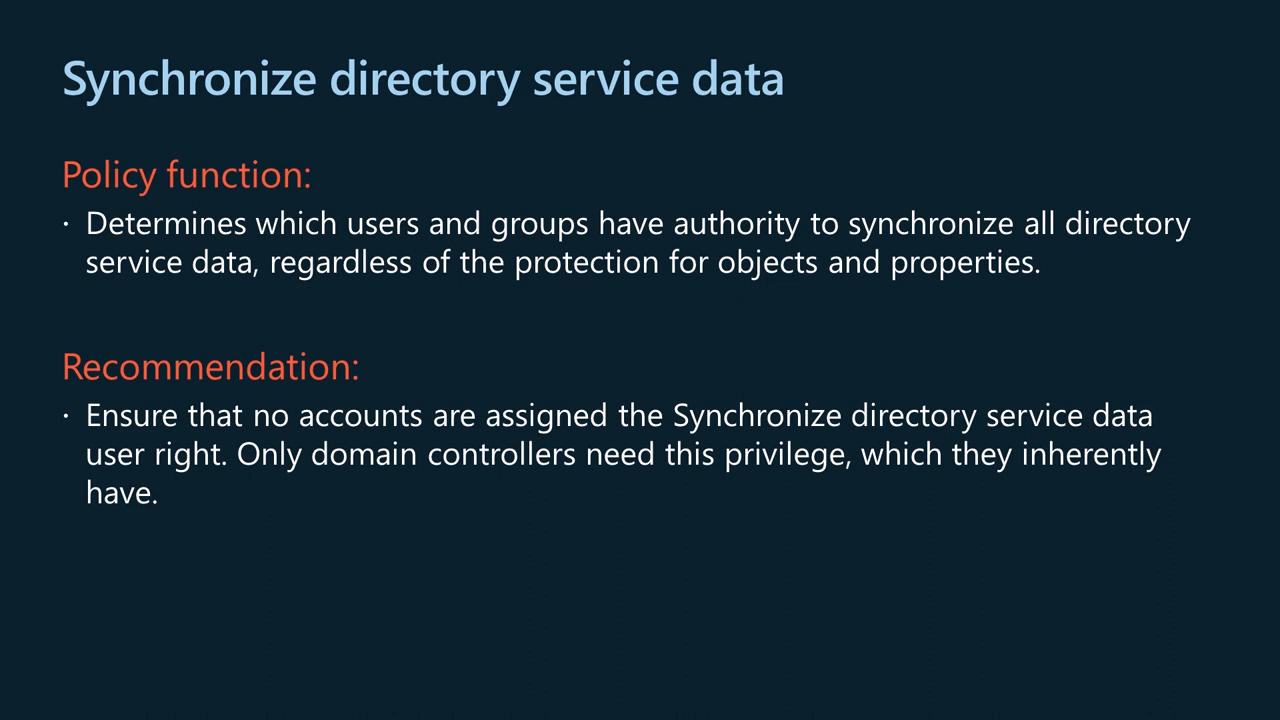 Synchronize directory service data
Policy function:
· Determines which users and groups have authority to synchronize all directory
service data, regardless of the protection for objects and properties.
Recommendation:
· Ensure that no accounts are assigned the Synchronize directory service data
user right. Only domain controllers need this privilege, which they inherently
have.